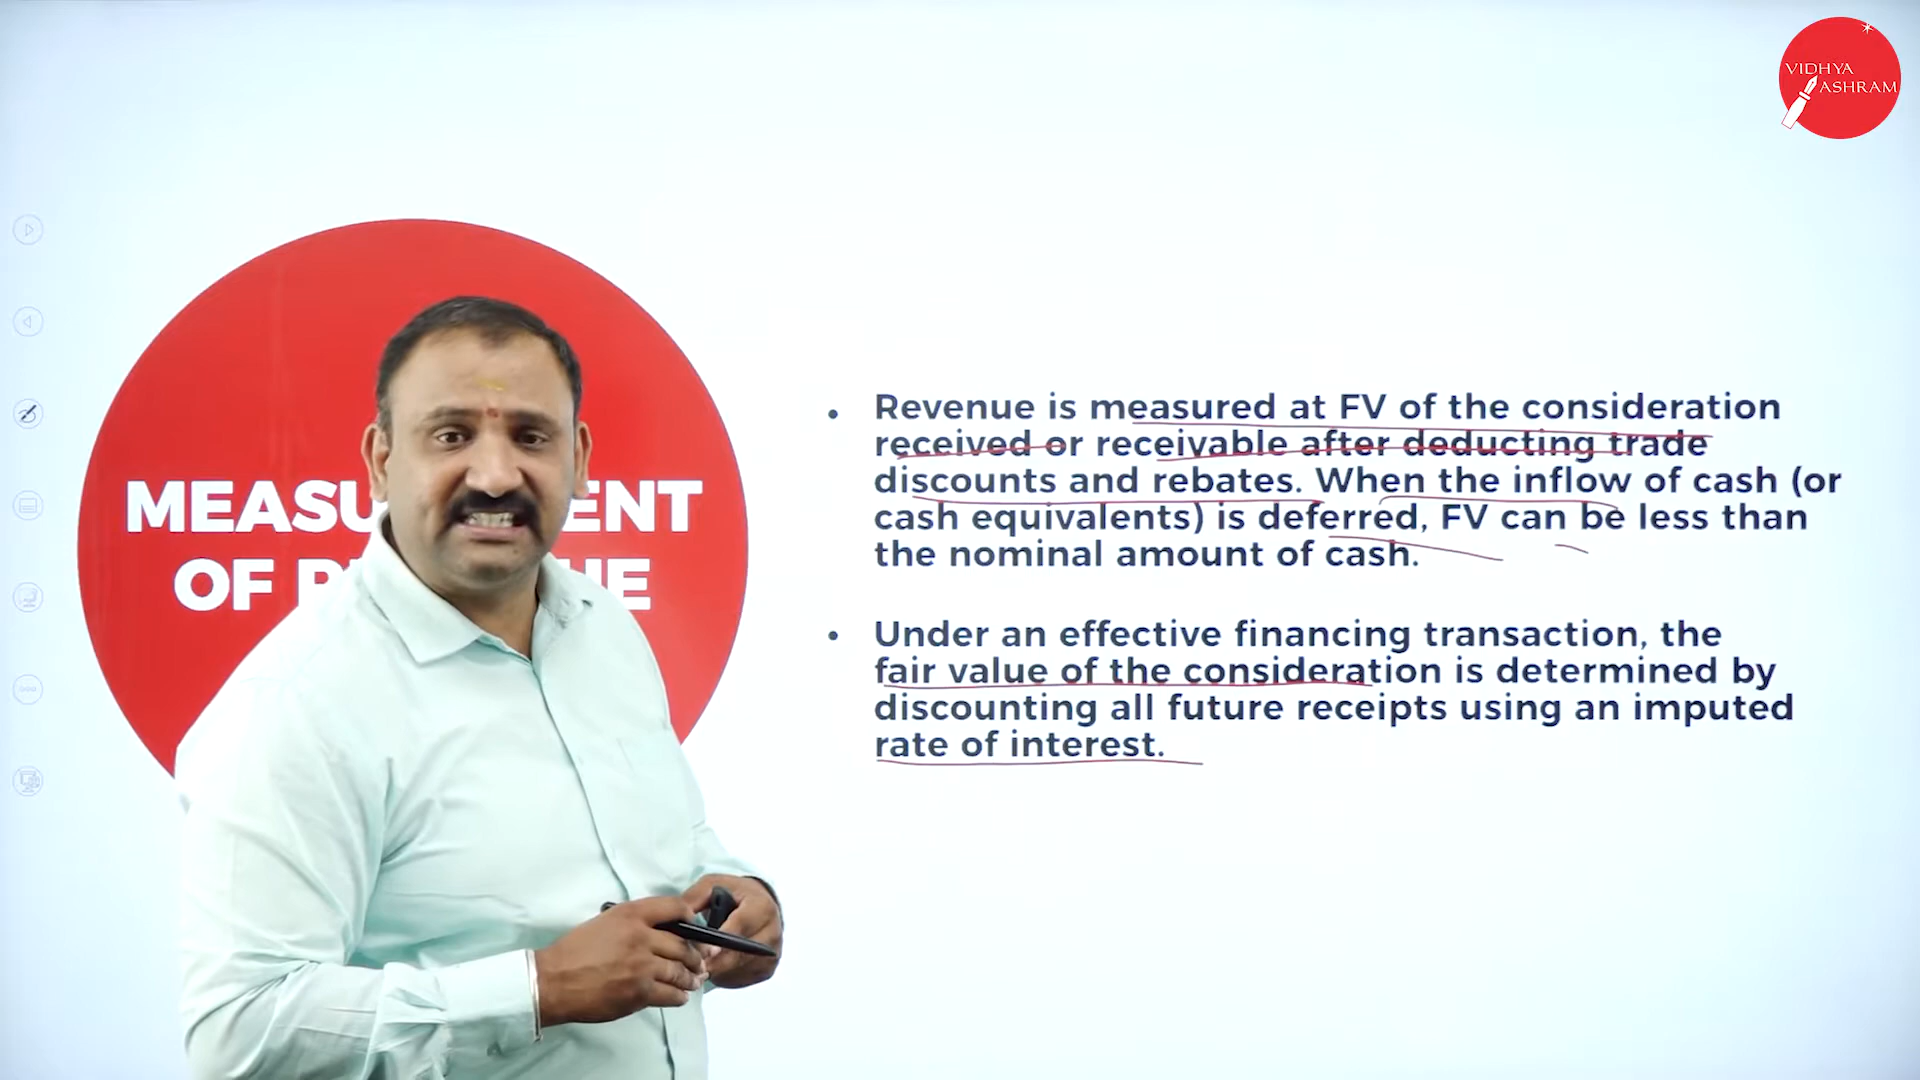 VIDHYA
ASHRAM
OF
Revenue is measured at FV of the consideration
received or receivable after deducting trade
discounts and rebates. When the inflow of cash (or
cash equivalents) is deferred, FV can be less than
the nominal amount of cash.
Under an effective financing transaction, the
fair value of the consideration is determined by
discounting all future receipts using an imputed
rate of interest.